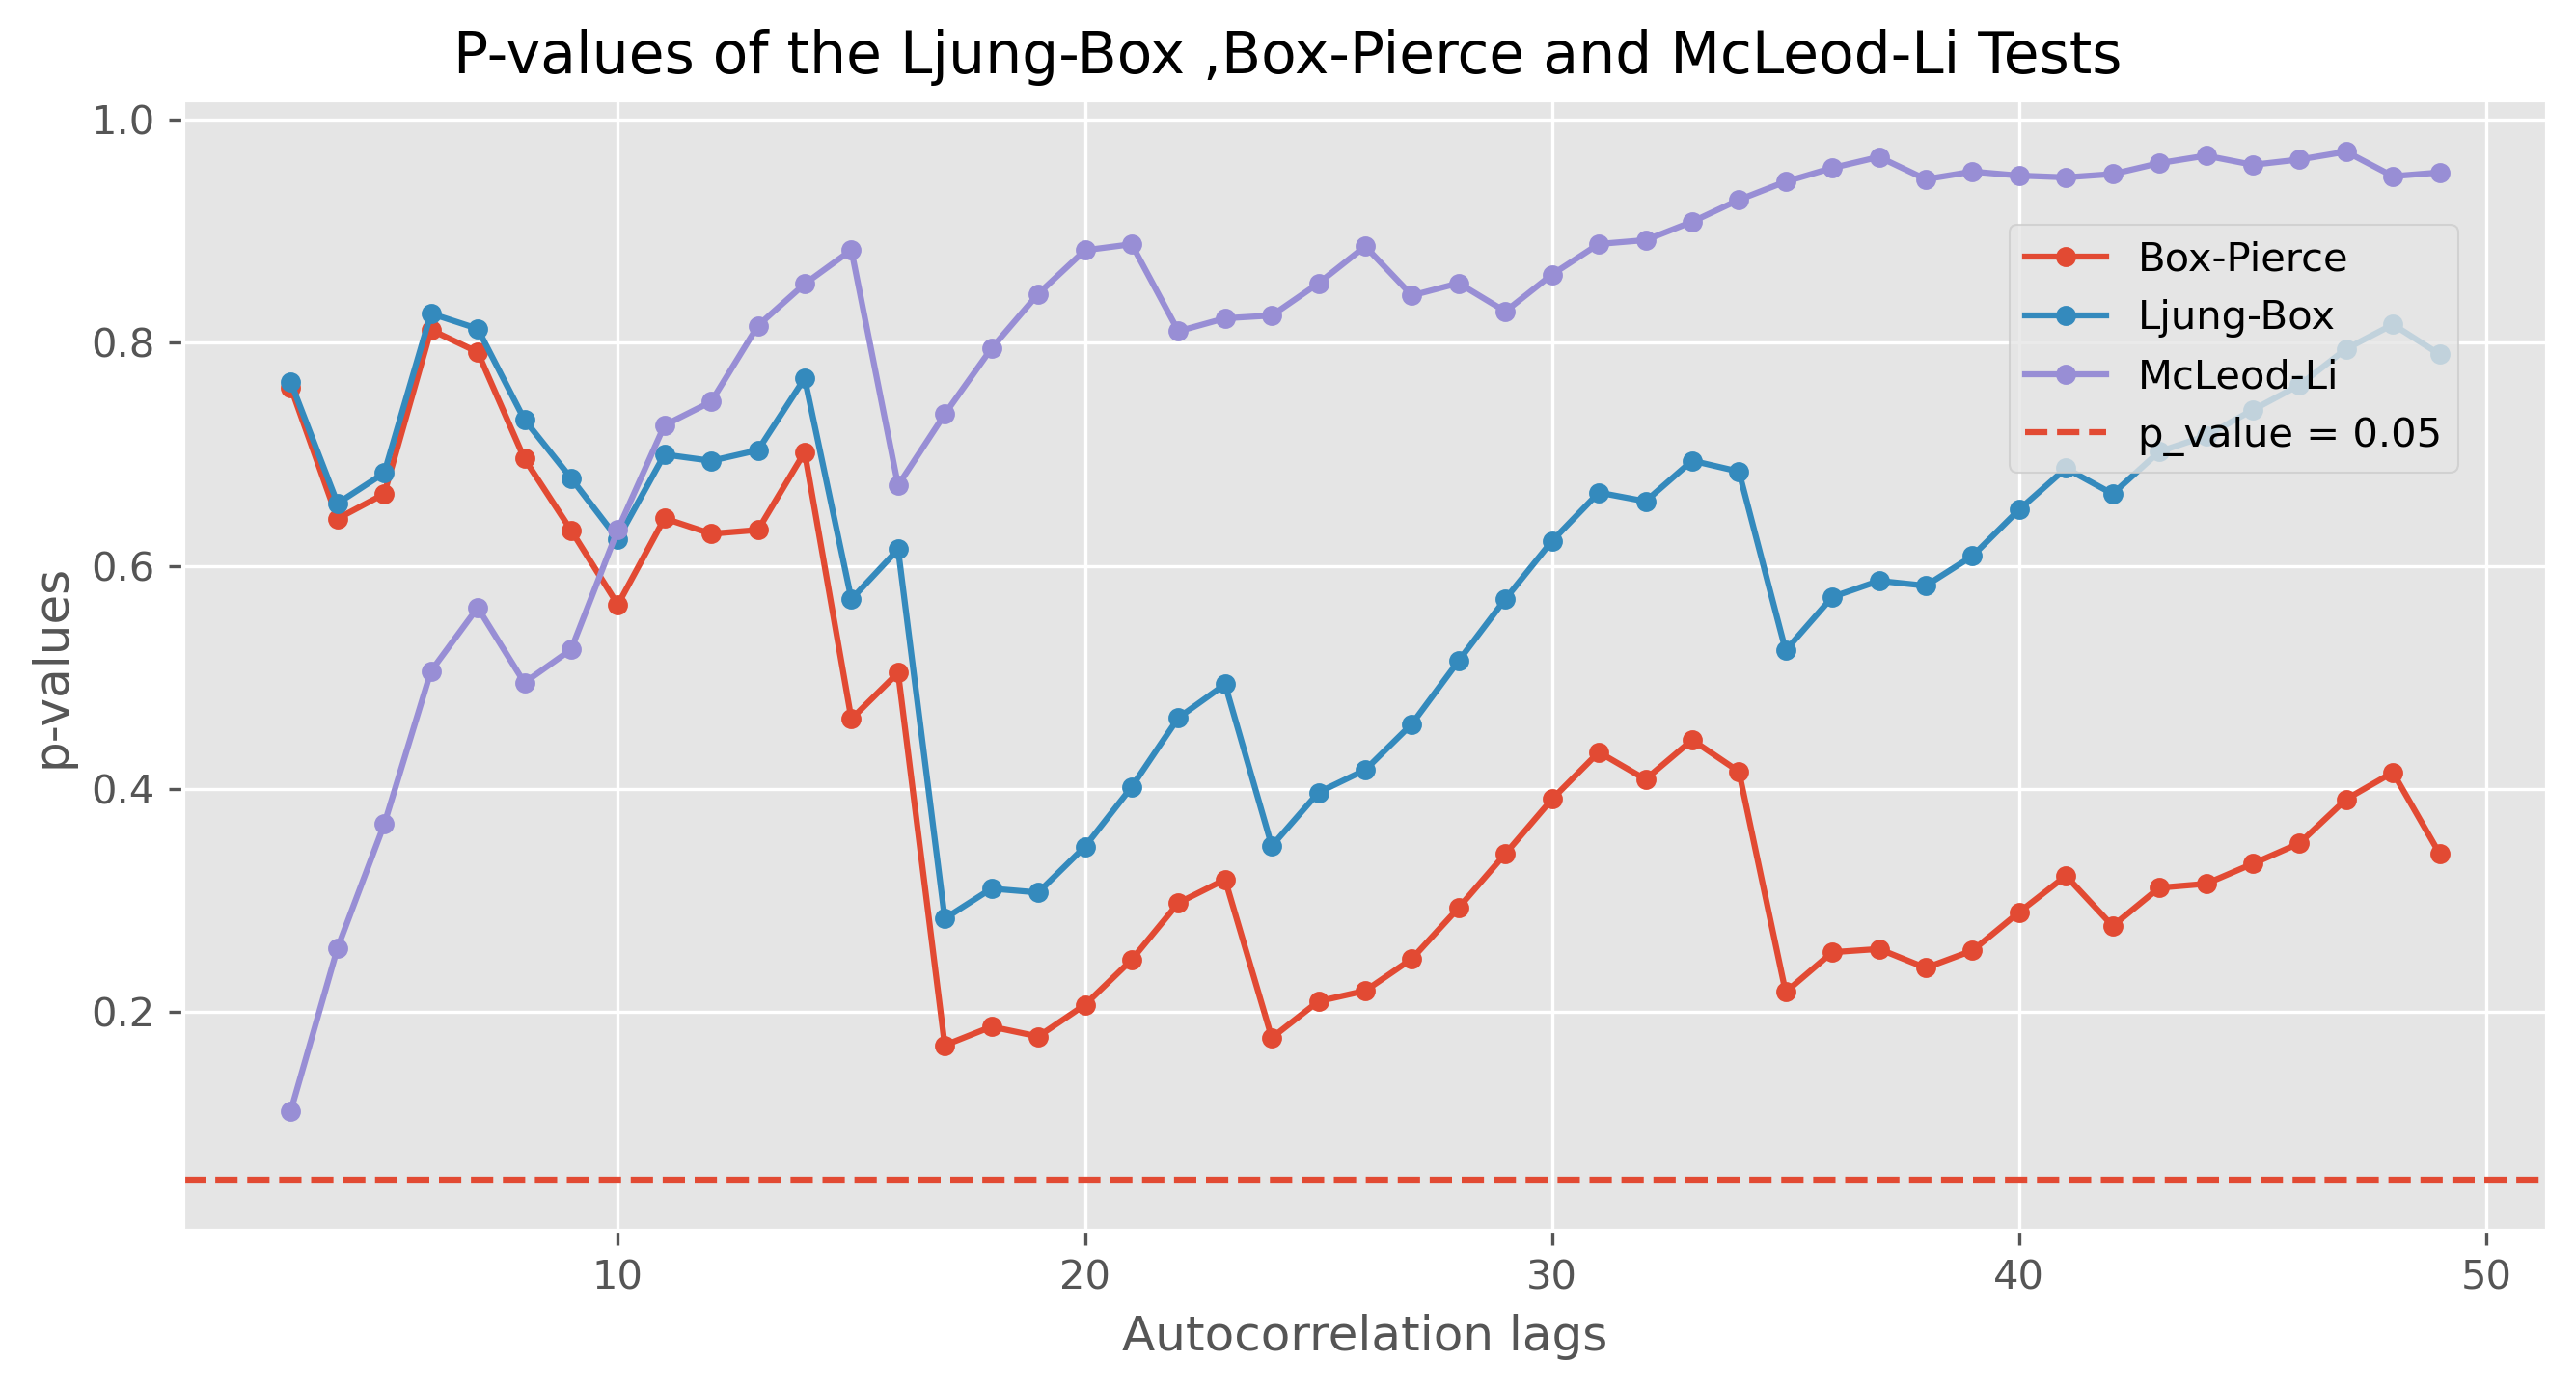 P-values of the Ljung-Box ,Box-Pierce and McLeod-Li Tests
1.0
0.8
0.6
0.4
0.2
p-values
Box-Pierce
Ljung-Box
McLeod-Li
p_value = 0.05
10 20 30 40 50
Autocorrelation lags